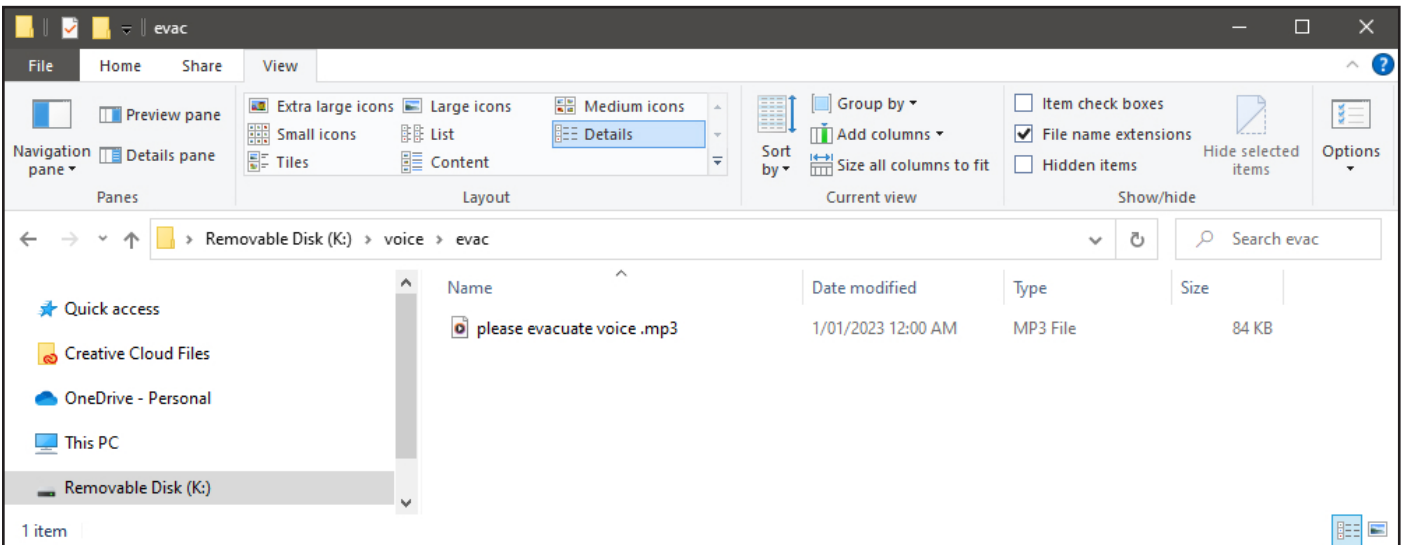 evac
File Home Share View
Navigation pane
Preview pane
Details pane
Panes
Extra large icons Large icons Medium icons
Small icons List Details
Tiles Content
Layout
Sort by
Group by
Add columns
Size all columns to fit
Current view
Item check boxes
File name extensions
Hidden items
Hide selected items
Show/hide
Options
Removable Disk (K:) > voice > evac
Search evac
Quick access
Creative Cloud Files
OneDrive - Personal
This PC
Removable Disk (K:)
Name Date modified Type Size
please evacuate voice .mp3 1/01/2023 12:00 AM MP3 File 84 KB
1 item